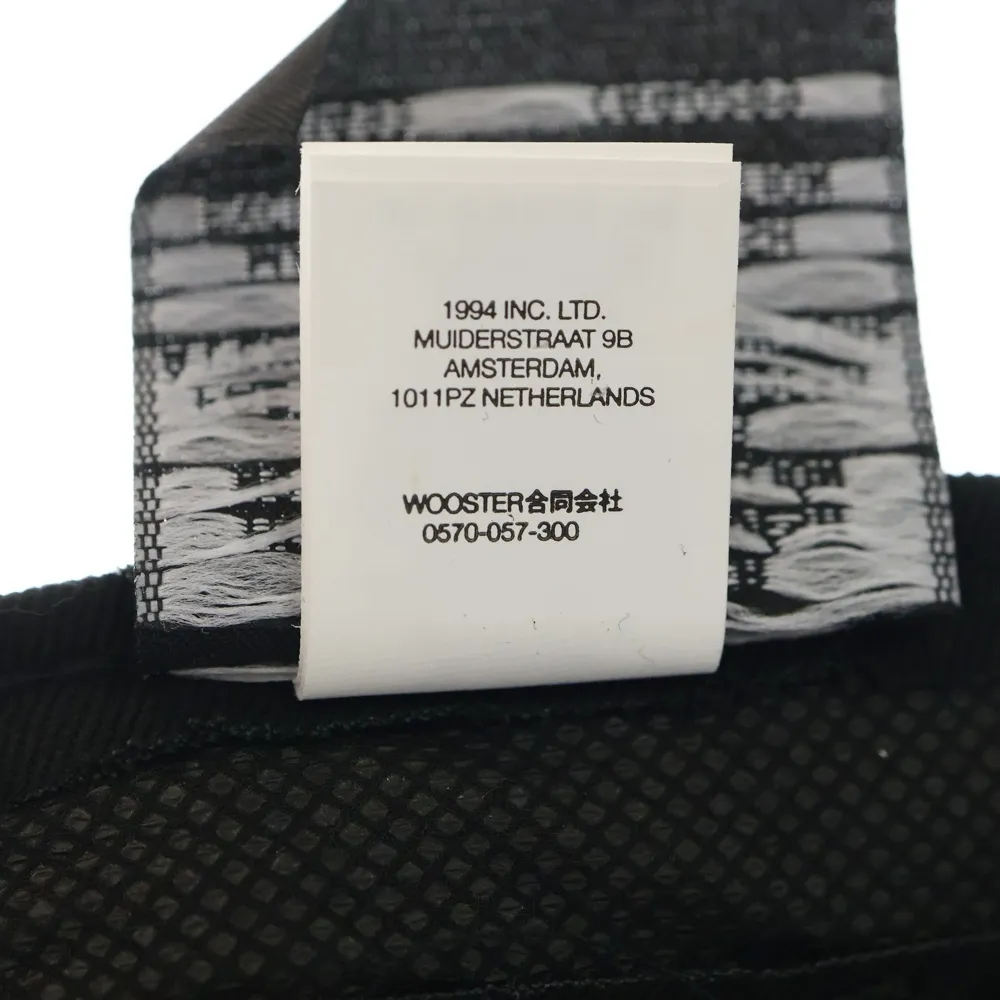 1994 INC. LTD.
MUIDERSTRAAT 9B
AMSTERDAM,
1011PZ NETHERLANDS
WOOSTER合同会社
0570-057-300